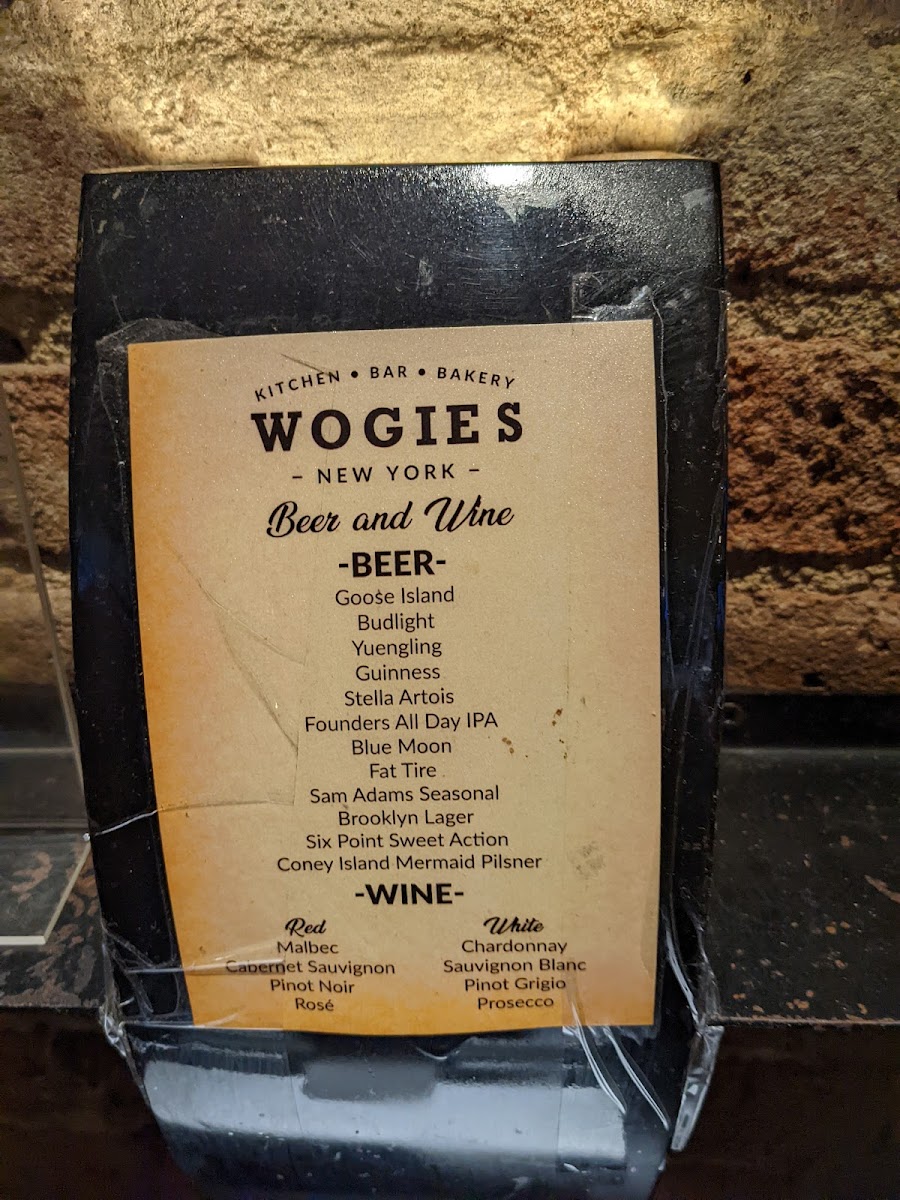 KITCHEN • BAR • BAKERY
WOGIES
– NEW YORK –
Beer and Wine
-BEER-
Goose Island
Budlight
Yuengling
Guinness
Stella Artois
Founders All Day IPA
Blue Moon
Fat Tire
Sam Adams Seasonal
Brooklyn Lager
Six Point Sweet Action
Coney Island Mermaid Pilsner
-WINE-
Red
Malbec
Cabernet Sauvignon
Pinot Noir
Rosé
White
Chardonnay
Sauvignon Blanc
Pinot Grigio
Prosecco